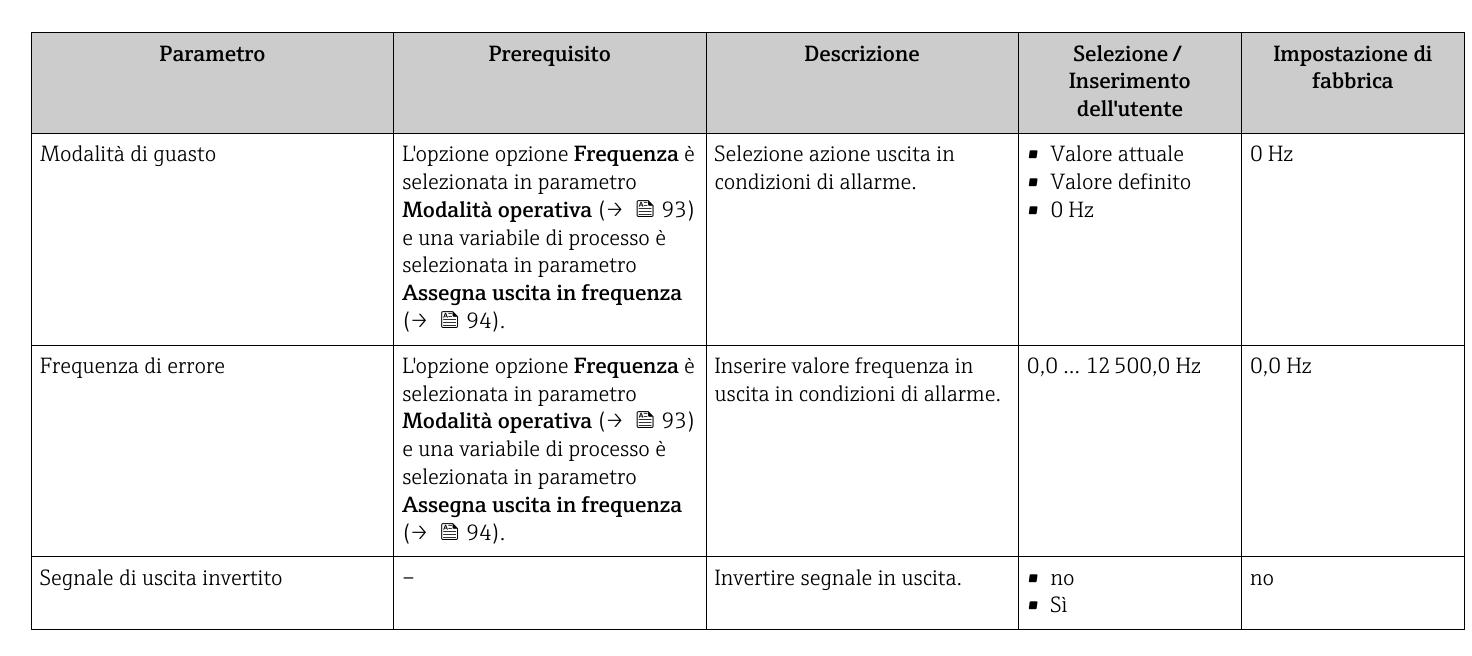 Parametro
Prerequisito
Descrizione
Selezione /
Inserimento
dell'utente
Impostazione di
fabbrica
Modalità di guasto
L'opzione opzione Frequenza è
selezionata in parametro
Modalità operativa (→ 93)
e una variabile di processo è
selezionata in parametro
Assegna uscita in frequenza
(→ 94).
Selezione azione uscita in
condizioni di allarme.
▪ Valore attuale
▪ Valore definito
▪ 0 Hz
0 Hz
Frequenza di errore
L'opzione opzione Frequenza è
selezionata in parametro
Modalità operativa (→ 93)
e una variabile di processo è
selezionata in parametro
Assegna uscita in frequenza
(→ 94).
Inserire valore frequenza in
uscita in condizioni di allarme.
0,0 … 12 500,0 Hz
0,0 Hz
Segnale di uscita invertito
–
Invertire segnale in uscita.
▪ no
▪ Sì
no